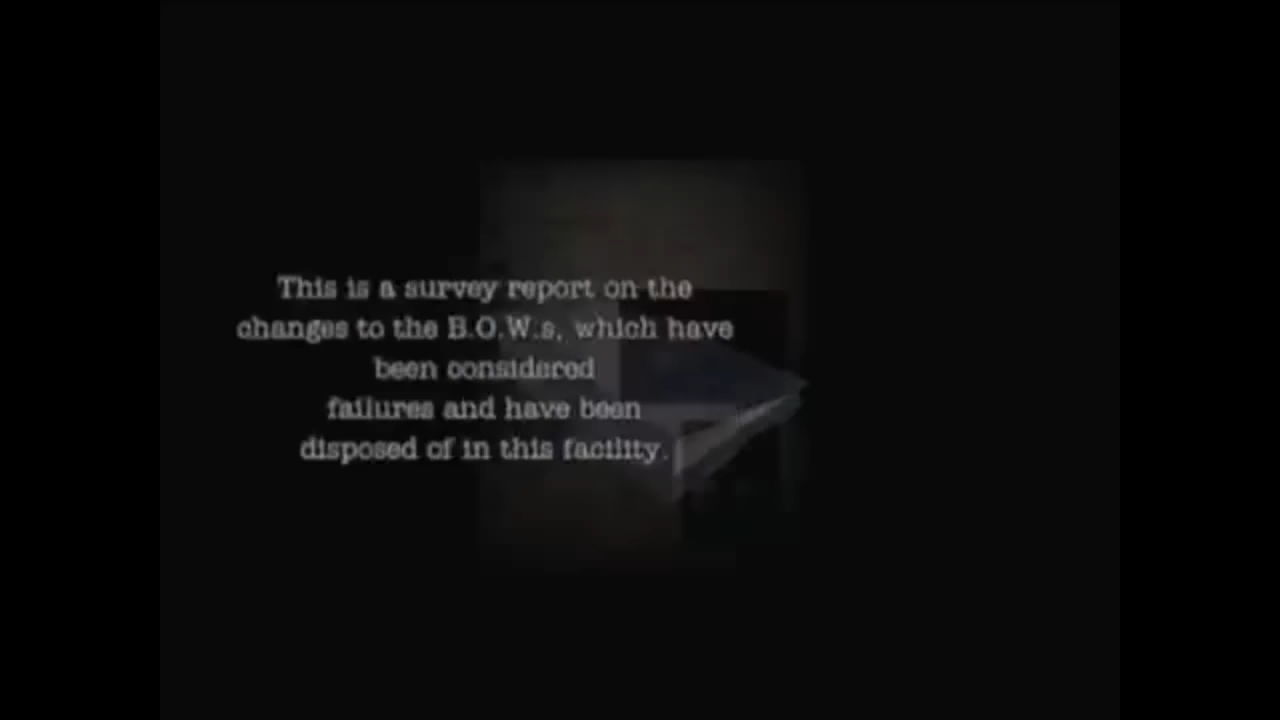 This is a survey report on the
changes to the B.O.W.s, which have
been considered
failures and have been
disposed of in this facility.